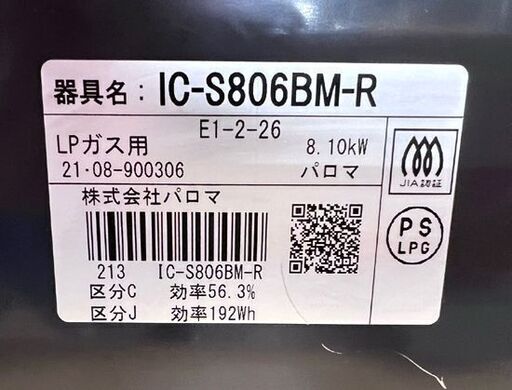 器具名: IC-S806BM-R
E1-2-26
LPガス用 8.10kW
21・08-900306 パロマ
JIA認証
株式会社パロマ
PS
LPG
213 IC-S806BM-R
区分C 効率56.3%
区分J 効率192Wh